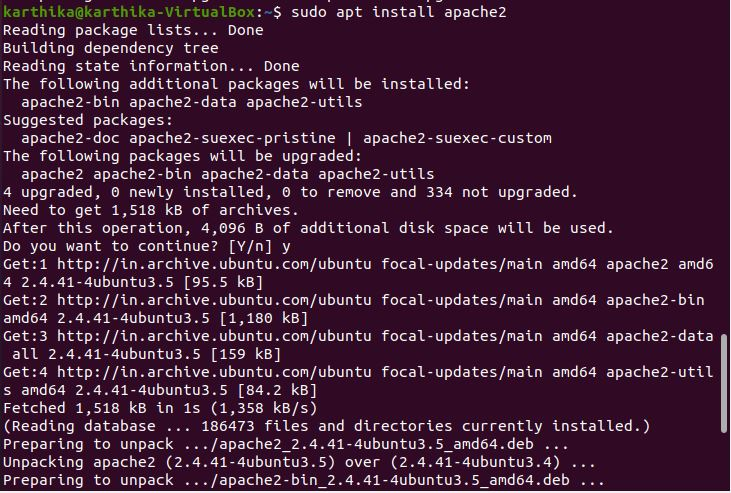 karthika@karthika-VirtualBox:~$ sudo apt install apache2
Reading package lists... Done
Building dependency tree
Reading state information... Done
The following additional packages will be installed:
  apache2-bin apache2-data apache2-utils
Suggested packages:
  apache2-doc apache2-suexec-pristine | apache2-suexec-custom
The following packages will be upgraded:
  apache2 apache2-bin apache2-data apache2-utils
4 upgraded, 0 newly installed, 0 to remove and 334 not upgraded.
Need to get 1,518 kB of archives.
After this operation, 4,096 B of additional disk space will be used.
Do you want to continue? [Y/n] y
Get:1 http://in.archive.ubuntu.com/ubuntu focal-updates/main amd64 apache2 amd6
4 2.4.41-4ubuntu3.5 [95.5 kB]
Get:2 http://in.archive.ubuntu.com/ubuntu focal-updates/main amd64 apache2-bin
amd64 2.4.41-4ubuntu3.5 [1,180 kB]
Get:3 http://in.archive.ubuntu.com/ubuntu focal-updates/main amd64 apache2-data
 all 2.4.41-4ubuntu3.5 [159 kB]
Get:4 http://in.archive.ubuntu.com/ubuntu focal-updates/main amd64 apache2-util
s amd64 2.4.41-4ubuntu3.5 [84.2 kB]
Fetched 1,518 kB in 1s (1,358 kB/s)
(Reading database ... 186473 files and directories currently installed.)
Preparing to unpack .../apache2_2.4.41-4ubuntu3.5_amd64.deb ...
Unpacking apache2 (2.4.41-4ubuntu3.5) over (2.4.41-4ubuntu3.4) ...
Preparing to unpack .../apache2-bin_2.4.41-4ubuntu3.5_amd64.deb ...